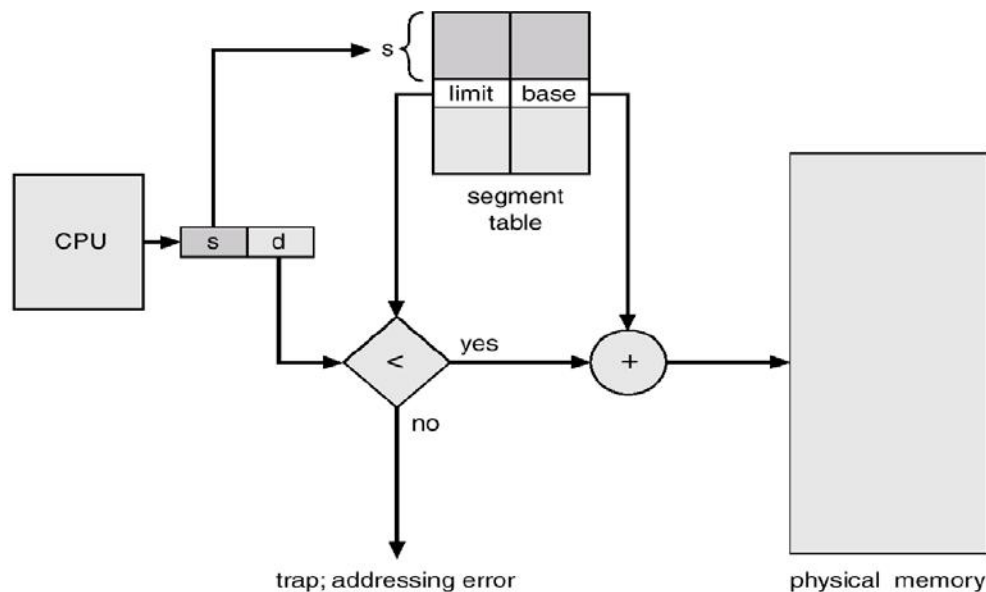 s
limit base
segment
table
CPU
s d
<
yes
+
no
trap; addressing error
physical memory